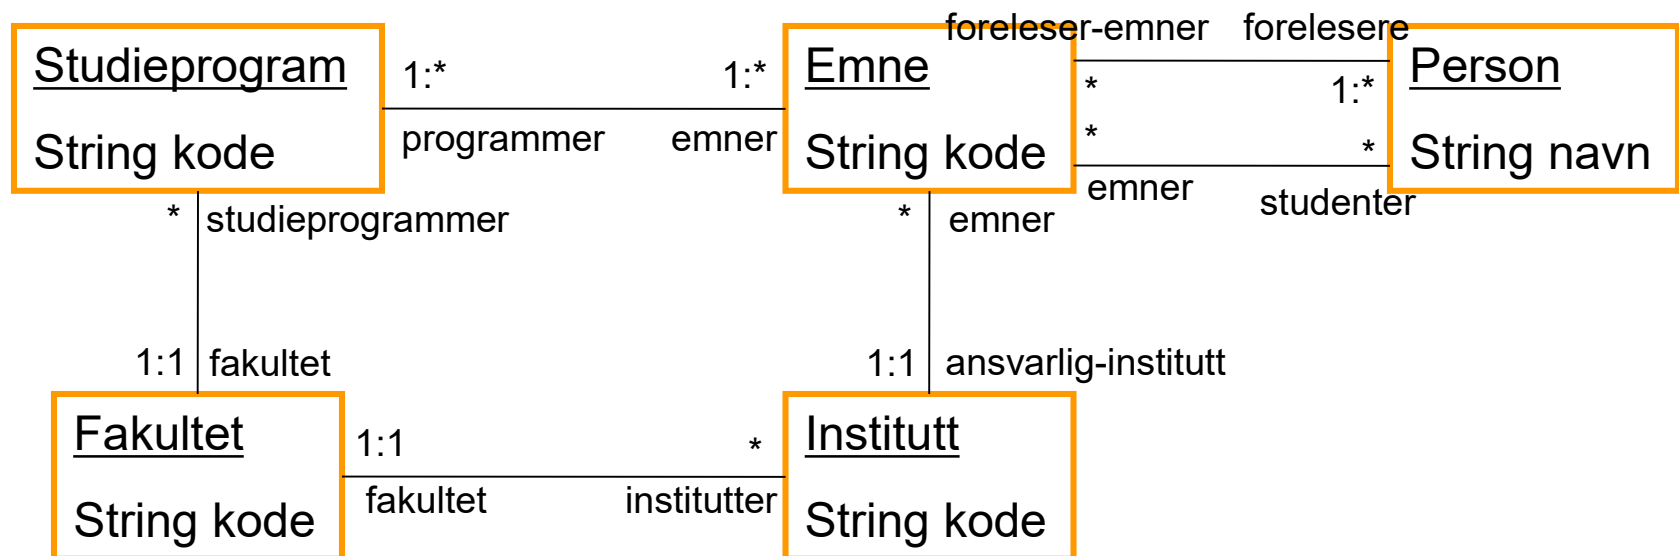 foreleser-emner forelesere
Studieprogram 1:* 1:* Emne * 1:* Person
programmer emner * *
String kode String kode String navn
emner studenter
* studieprogrammer * emner
1:1 fakultet 1:1 ansvarlig-institutt
Fakultet 1:1 * Institutt
fakultet institutter
String kode String kode